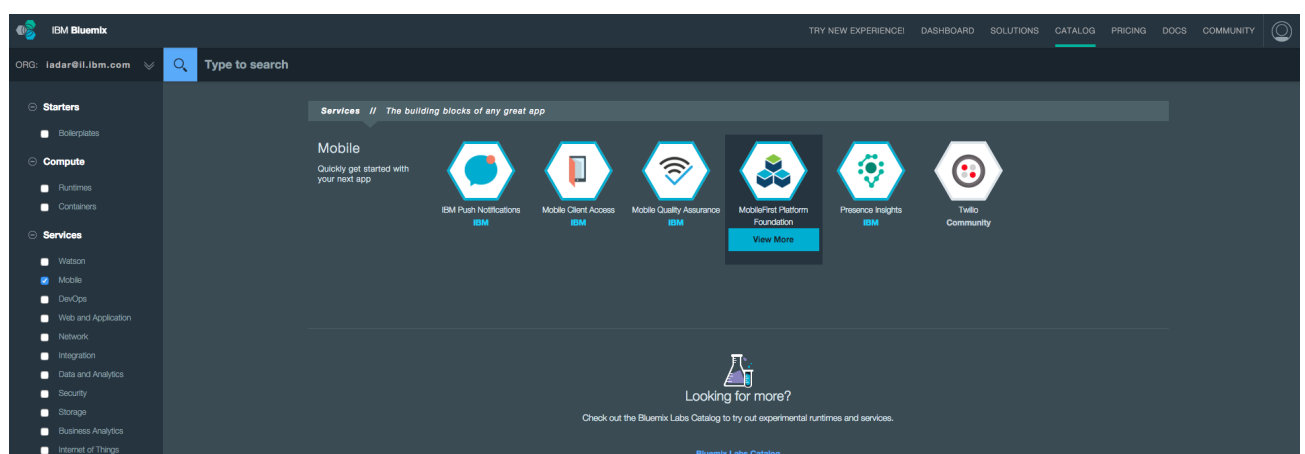 IBM Bluemix
TRY NEW EXPERIENCE! DASHBOARD SOLUTIONS CATALOG PRICING DOCS COMMUNITY
ORG: iadar@il.ibm.com
Type to search
Starters
Boilerplates
Compute
Runtimes
Containers
Services
Watson
Mobile
DevOps
Web and Application
Network
Integration
Data and Analytics
Security
Storage
Business Analytics
Internet of Things
Services // The building blocks of any great app
Mobile
Quickly get started with
your next app
IBM Push Notifications
IBM
Mobile Client Access
IBM
Mobile Quality Assurance
IBM
MobileFirst Platform
Foundation
View More
Presence Insights
IBM
Twilio
Community
Looking for more?
Check out the Bluemix Labs Catalog to try out experimental runtimes and services.
Bluemix Labs Catalog